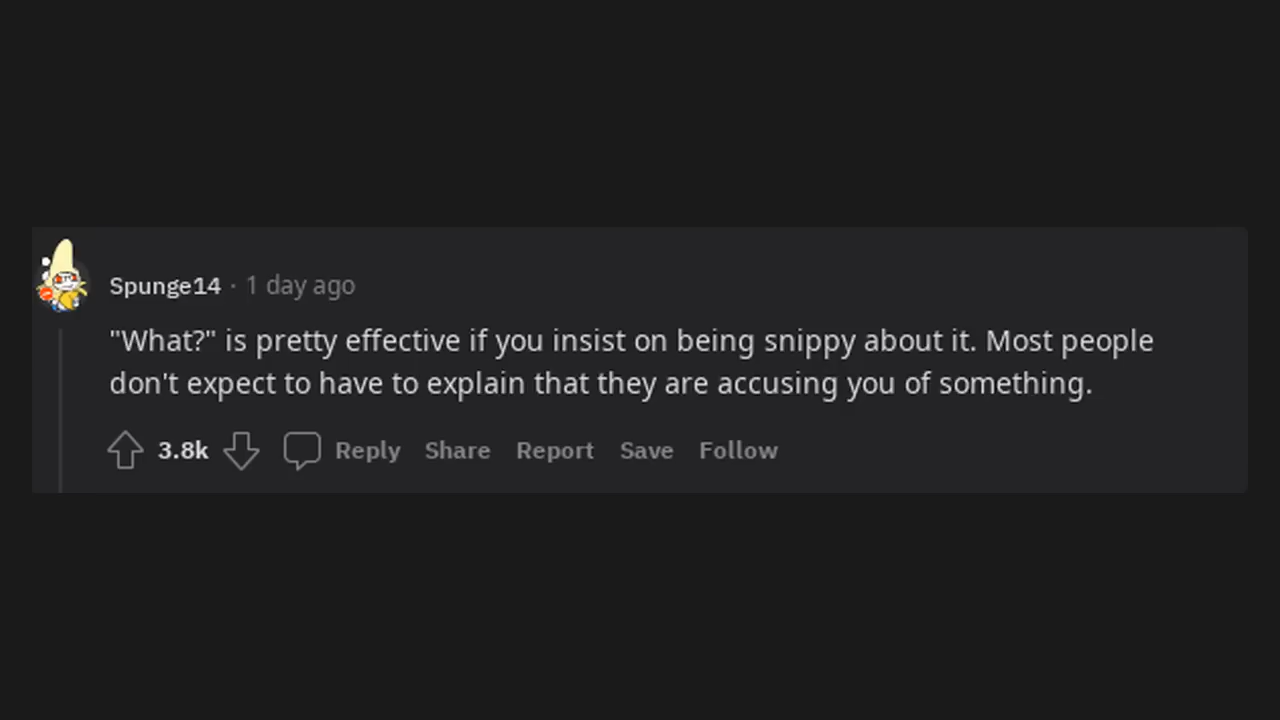 Spunge14 · 1 day ago
"What?" is pretty effective if you insist on being snippy about it. Most people
don't expect to have to explain that they are accusing you of something.
3.8k Reply Share Report Save Follow